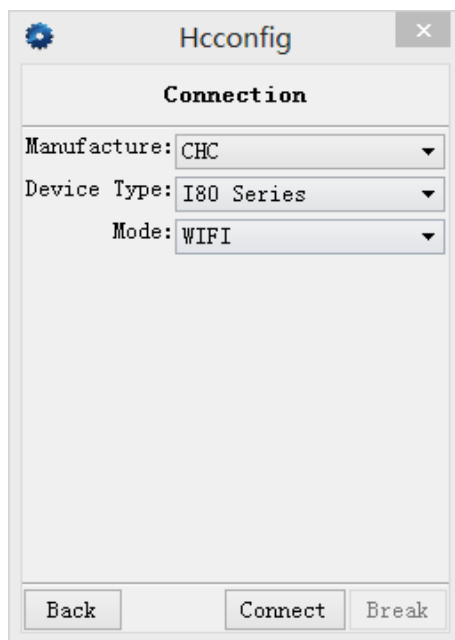 Hcconfig
Connection
Manufacture: CHC
Device Type: I80 Series
Mode: WIFI
Back Connect Break